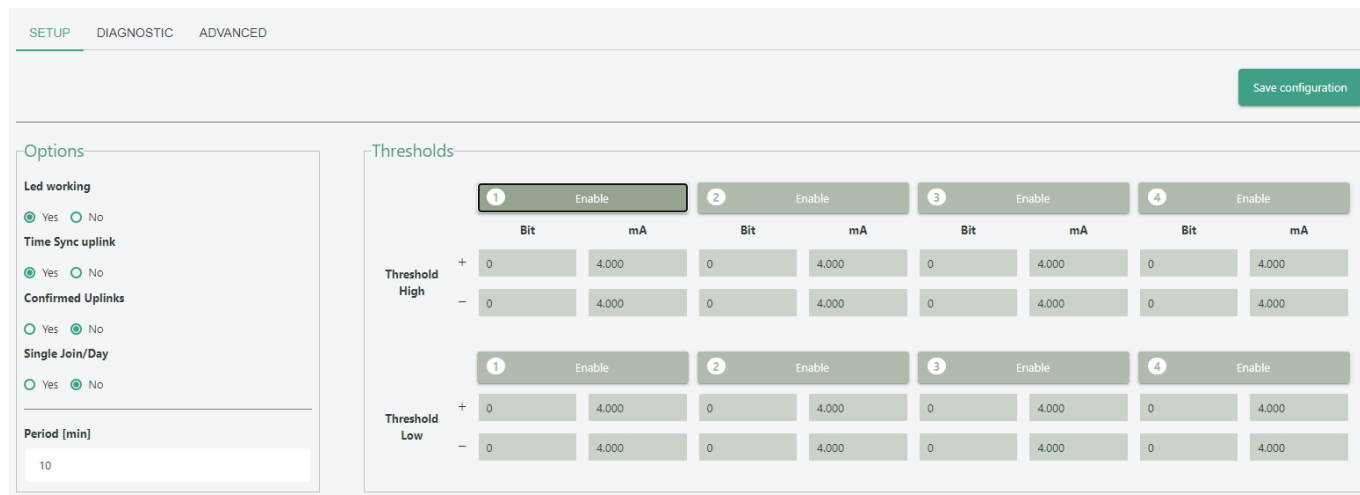 SETUP DIAGNOSTIC ADVANCED
Save configuration
Options
Led working
Yes No
Time Sync uplink
Yes No
Confirmed Uplinks
Yes No
Single Join/Day
Yes No
Period [min]
10
Thresholds
1 Enable 2 Enable 3 Enable 4 Enable
Bit mA Bit mA Bit mA Bit mA
Threshold High
+ 0 4.000 0 4.000 0 4.000 0 4.000
− 0 4.000 0 4.000 0 4.000 0 4.000
1 Enable 2 Enable 3 Enable 4 Enable
Threshold Low
+ 0 4.000 0 4.000 0 4.000 0 4.000
− 0 4.000 0 4.000 0 4.000 0 4.000